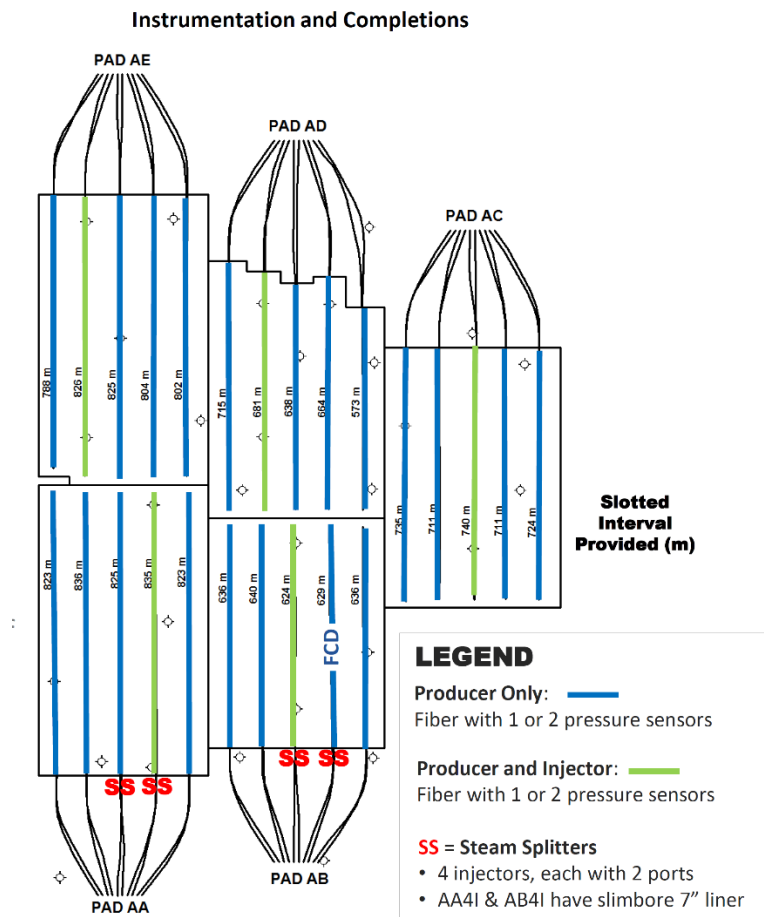 Instrumentation and Completions
PAD AE
PAD AD
PAD AC
788 m
826 m
825 m
804 m
802 m
715 m
681 m
638 m
664 m
573 m
735 m
711 m
740 m
711 m
724 m
Slotted
Interval
Provided (m)
823 m
836 m
825 m
835 m
823 m
636 m
640 m
624 m
629 m
636 m
FCD
SS SS
SS SS
PAD AA
PAD AB
LEGEND
Producer Only:
Fiber with 1 or 2 pressure sensors
Producer and Injector:
Fiber with 1 or 2 pressure sensors
SS = Steam Splitters
• 4 injectors, each with 2 ports
• AA4I & AB4I have slimbore 7” liner